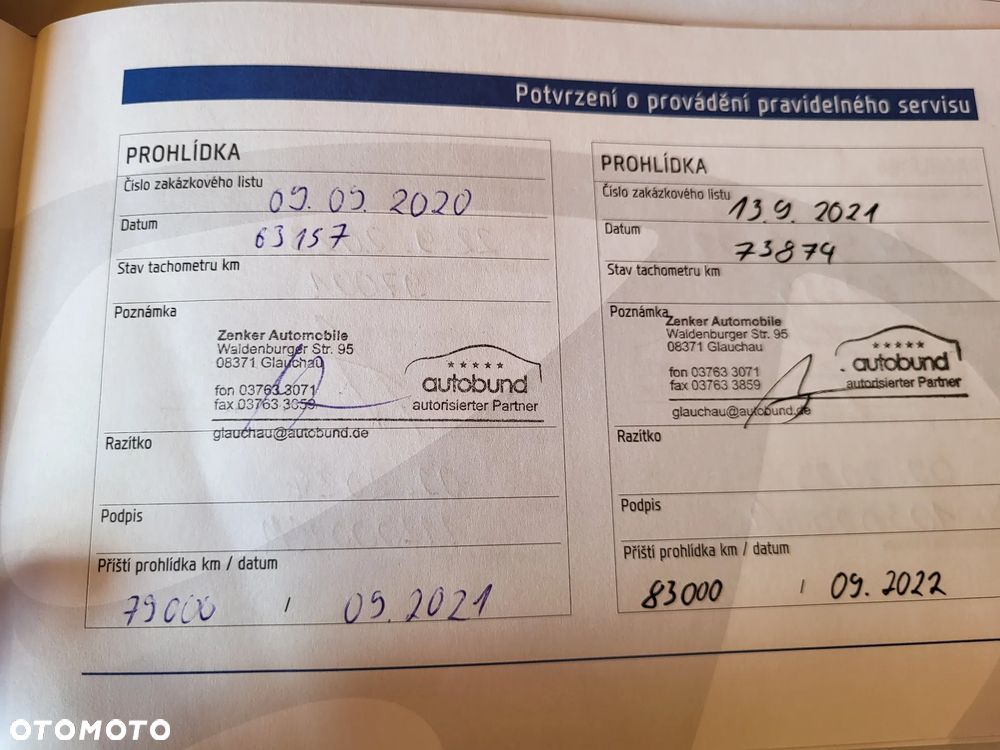 Potvrzení o provádění pravidelného servisu
PROHLÍDKA
Číslo zakázkového listu
09. 09. 2020
Datum
63157
Stav tachometru km
Poznámka
Zenker Automobile
Waldenburger Str. 95
08371 Glauchau
fon 03763 3071
fax 03763 3859
glauchau@autobund.de
★★★★★
autobund
autorisierter Partner
Razítko
Podpis
Příští prohlídka km / datum
79000 / 09. 2021
PROHLÍDKA
Číslo zakázkového listu
13.9. 2021
Datum
73874
Stav tachometru km
Poznámka
Zenker Automobile
Waldenburger Str. 95
08371 Glauchau
fon 03763 3071
fax 03763 3859
glauchau@autobund.de
★★★★★
autobund
autorisierter Partner
Razítko
Podpis
Příští prohlídka km / datum
83000 / 09. 2022
OTOMOTO